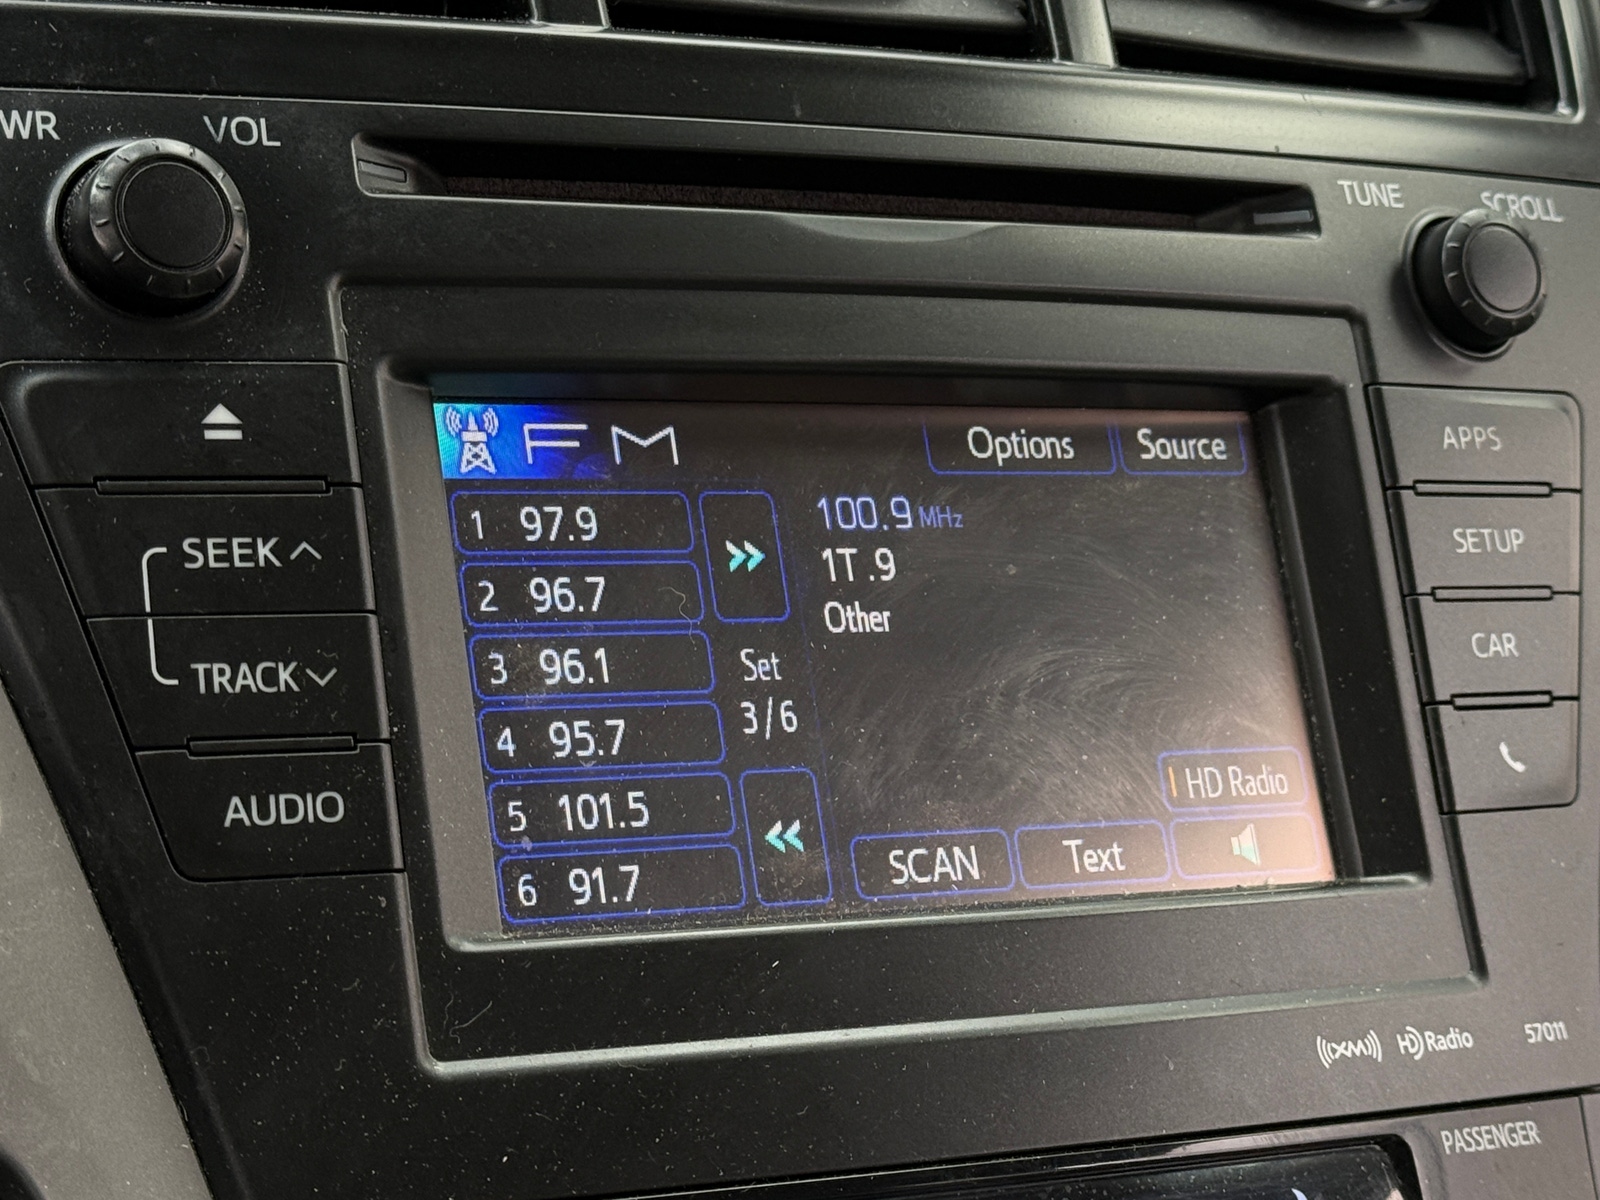 WR VOL
TUNE SCROLL
SEEK
TRACK
AUDIO
FM
Options Source
1 97.9
2 96.7
3 96.1
4 95.7
5 101.5
6 91.7
Set
3/6
100.9 MHz
1T .9
Other
HD Radio
SCAN Text
APPS
SETUP
CAR
XM HD Radio 57011
PASSENGER